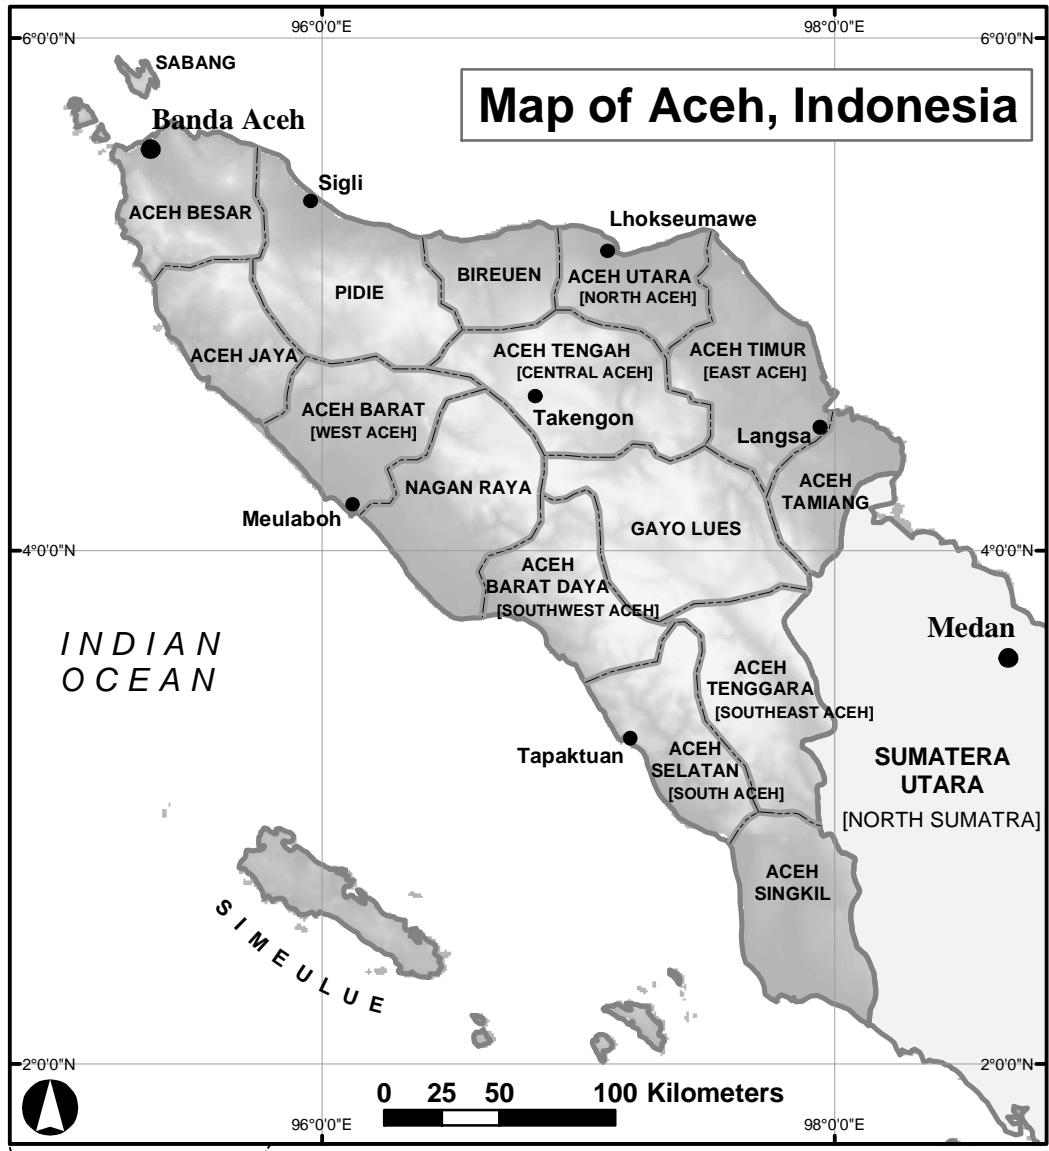 96°0'0"E
98°0'0"E
6°0'0"N
6°0'0"N
SABANG
Map of Aceh, Indonesia
Banda Aceh
Sigli
ACEH BESAR
Lhokseumawe
BIREUEN
ACEH UTARA
[NORTH ACEH]
PIDIE
ACEH JAYA
ACEH TENGAH
[CENTRAL ACEH]
ACEH TIMUR
[EAST ACEH]
Takengon
ACEH BARAT
[WEST ACEH]
Langsa
NAGAN RAYA
ACEH
TAMIANG
Meulaboh
GAYO LUES
4°0'0"N
4°0'0"N
ACEH
BARAT DAYA
[SOUTHWEST ACEH]
INDIAN
OCEAN
Medan
ACEH
TENGGARA
[SOUTHEAST ACEH]
Tapaktuan
ACEH
SELATAN
[SOUTH ACEH]
SUMATERA
UTARA
[NORTH SUMATRA]
ACEH
SINGKIL
SIMEULUE
2°0'0"N
2°0'0"N
0 25 50 100 Kilometers
96°0'0"E
98°0'0"E